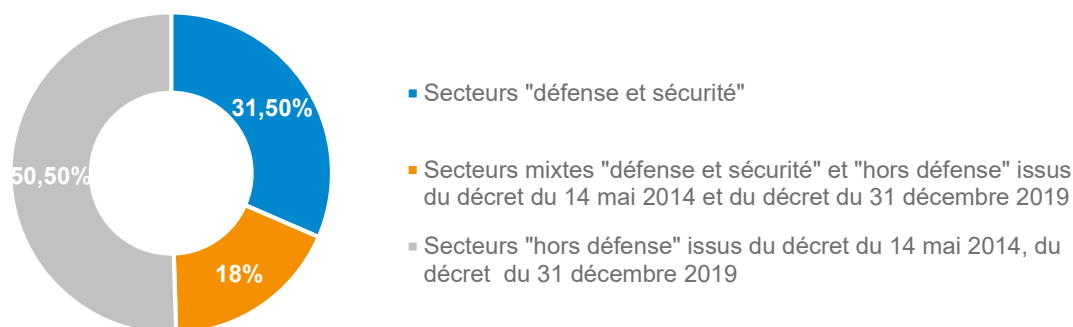 31,50%
50,50%
18%
Secteurs "défense et sécurité"
Secteurs mixtes "défense et sécurité" et "hors défense" issus
du décret du 14 mai 2014 et du décret du 31 décembre 2019
Secteurs "hors défense" issus du décret du 14 mai 2014, du
décret  du 31 décembre 2019